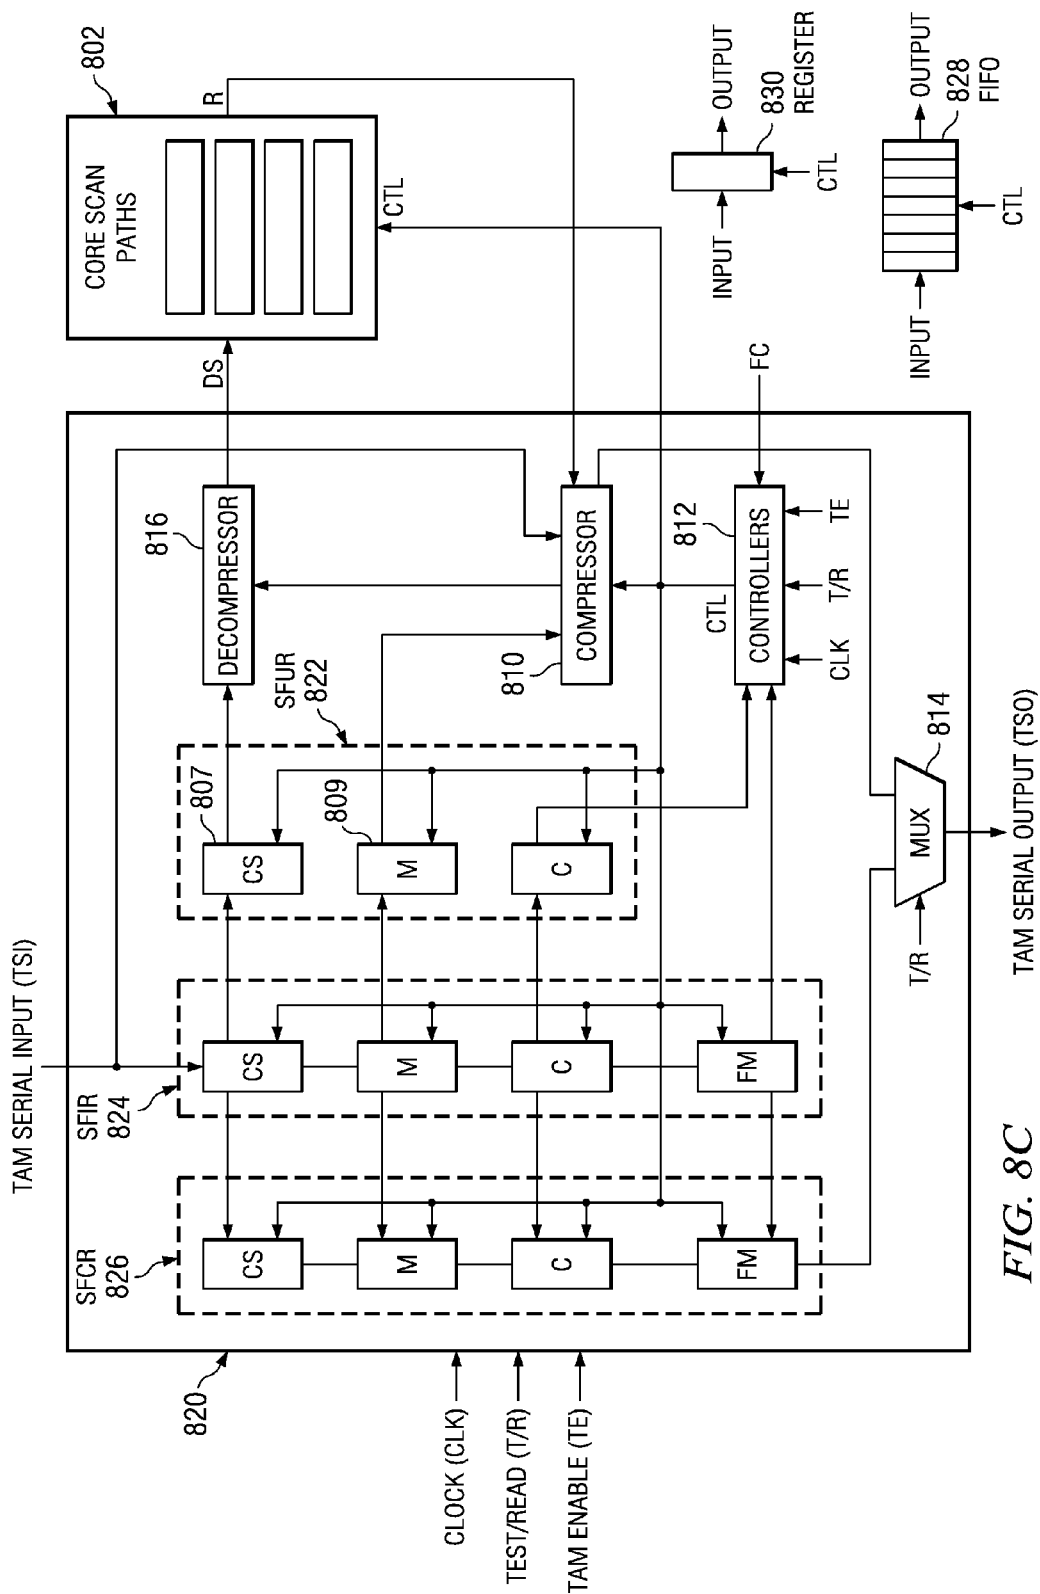 TAM SERIAL INPUT (TSI)
CORE SCAN
PATHS
802
R
DS
CTL
816
DECOMPRESSOR
SFUR
822
807
CS
809
M
C
SFIR
824
CS
M
C
FM
SFCR
826
CS
M
C
FM
820
810
COMPRESSOR
CTL
812
CONTROLLERS
FC
CLK
T/R
TE
INPUT
OUTPUT
830
REGISTER
CTL
INPUT
OUTPUT
828
FIFO
CTL
CLOCK (CLK)
TEST/READ (T/R)
TAM ENABLE (TE)
T/R
MUX
814
TAM SERIAL OUTPUT (TSO)
FIG. 8C